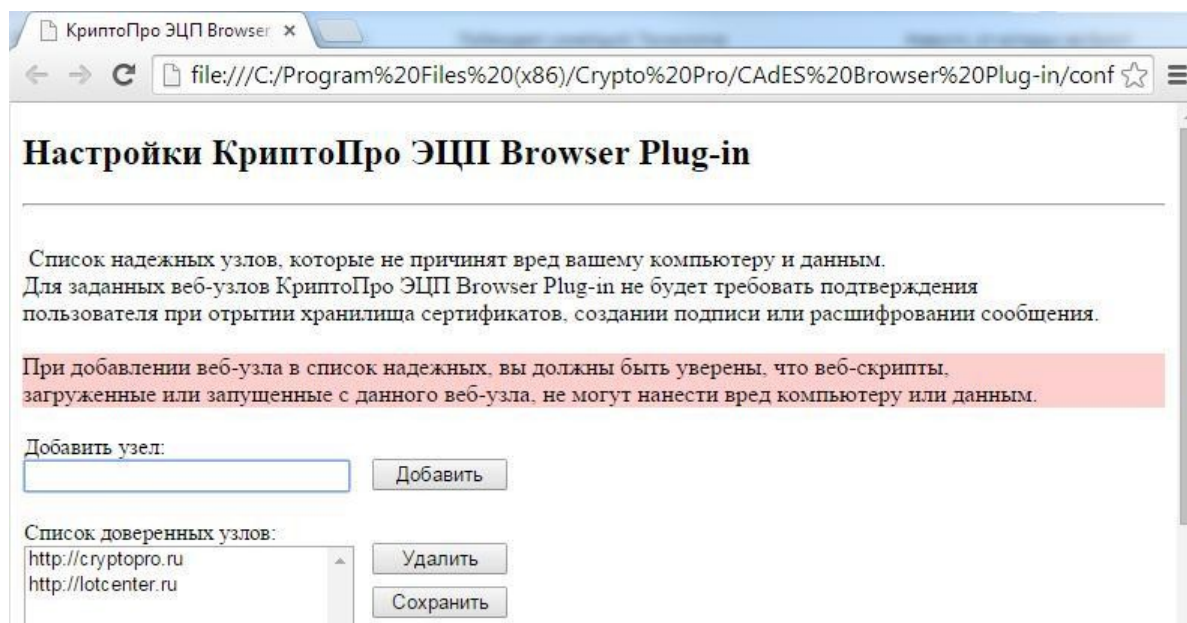 КриптоПро ЭЦП Browser
file:///C:/Program%20Files%20(x86)/Crypto%20Pro/CAdES%20Browser%20Plug-in/conf
Настройки КриптоПро ЭЦП Browser Plug-in
Список надежных узлов, которые не причинят вред вашему компьютеру и данным.
Для заданных веб-узлов КриптоПро ЭЦП Browser Plug-in не будет требовать подтверждения
пользователя при отрытии хранилища сертификатов, создании подписи или расшифровании сообщения.
При добавлении веб-узла в список надежных, вы должны быть уверены, что веб-скрипты,
загруженные или запущенные с данного веб-узла, не могут нанести вред компьютеру или данным.
Добавить узел:
Добавить
Список доверенных узлов:
http://cryptopro.ru
Удалить
http://lotcenter.ru
Сохранить